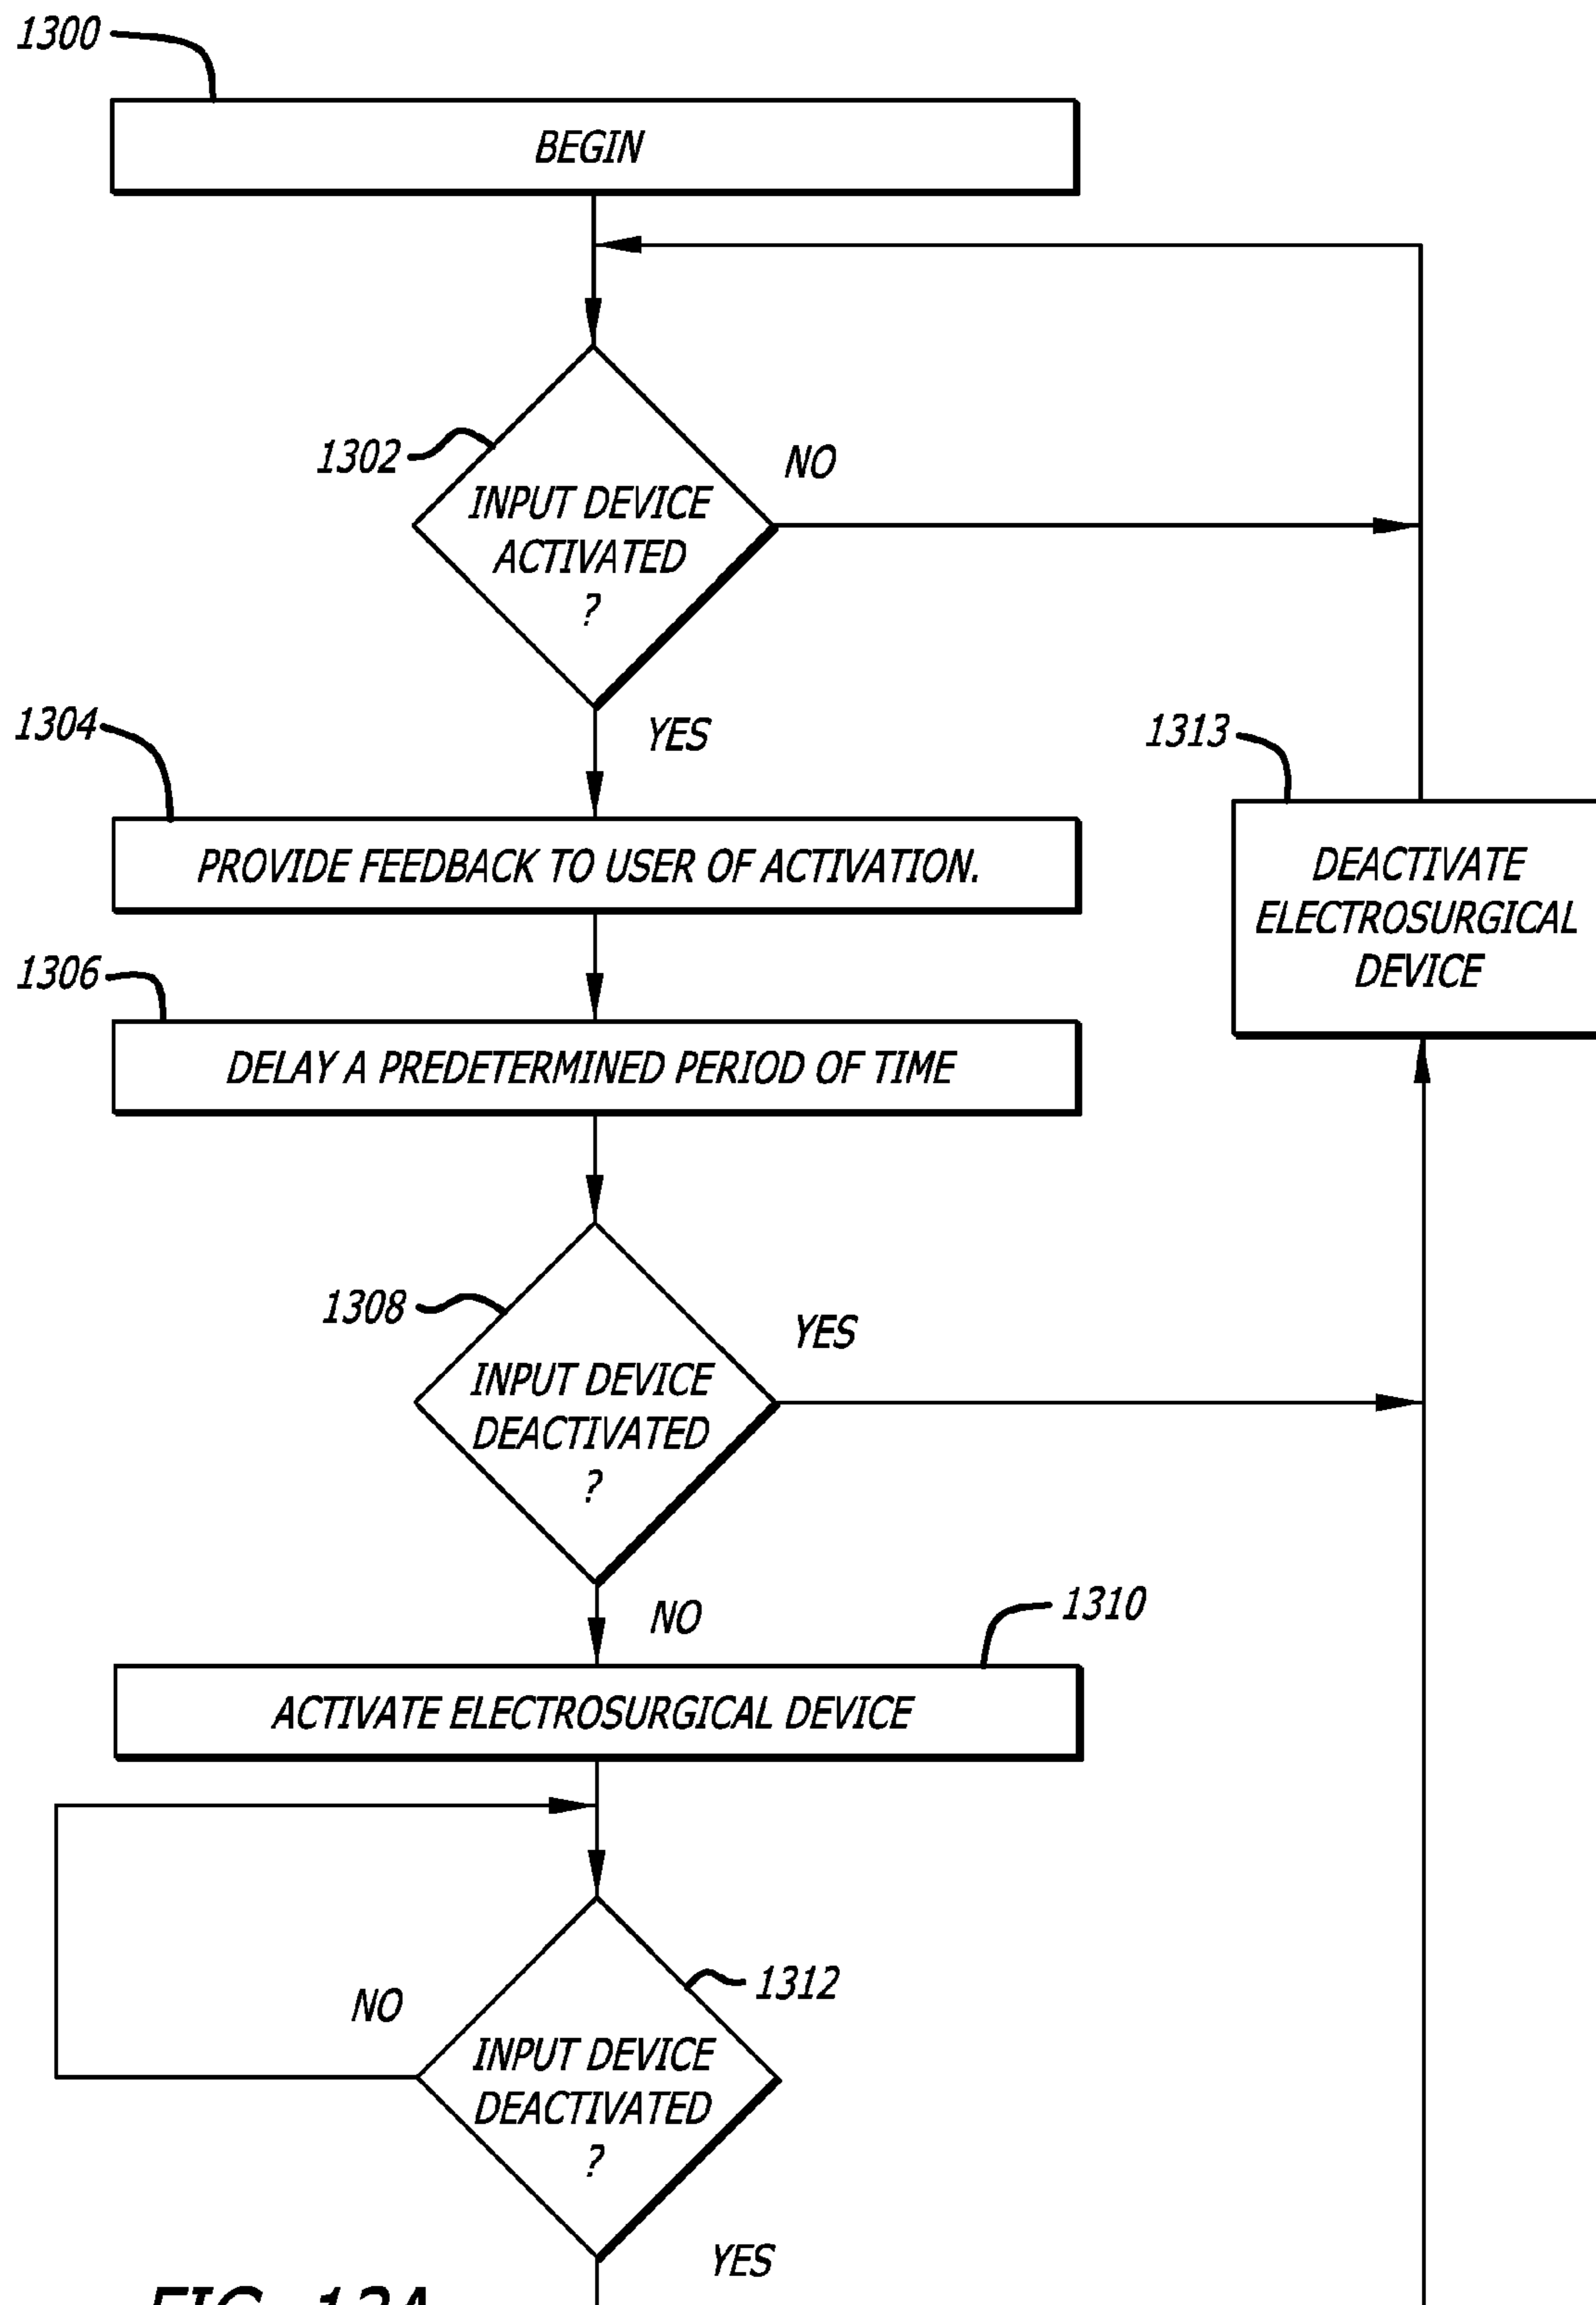 1300
BEGIN
1302
NO
INPUT DEVICE
ACTIVATED
?
YES
1304
PROVIDE FEEDBACK TO USER OF ACTIVATION.
1313
DEACTIVATE
ELECTROSURGICAL
DEVICE
1306
DELAY A PREDETERMINED PERIOD OF TIME
1308
YES
INPUT DEVICE
DEACTIVATED
?
NO
1310
ACTIVATE ELECTROSURGICAL DEVICE
1312
NO
INPUT DEVICE
DEACTIVATED
?
YES